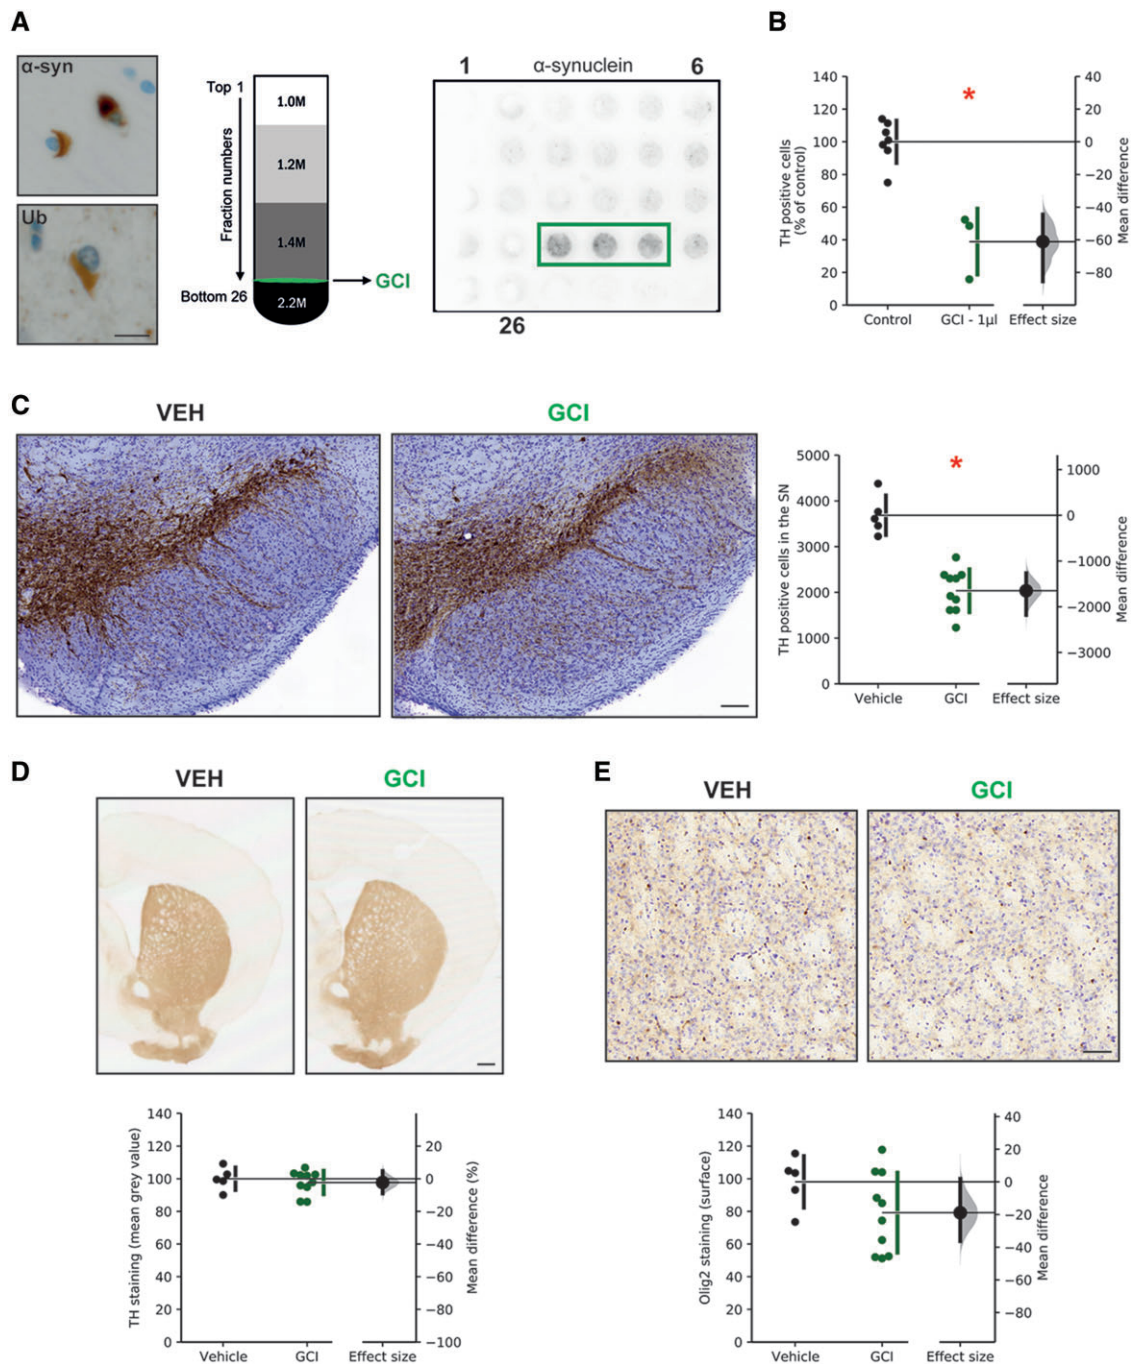 A
α-syn
Ub
Top 1
Fraction numbers
Bottom 26
1.0M
1.2M
1.4M
2.2M
GCI
1 α-synuclein 6
26
B
140
120
100
80
60
40
20
0
TH positive cells
(% of control)
*
40
20
0
−20
−40
−60
−80
Mean difference
Control GCI - 1µl Effect size
C
VEH GCI
5000
4000
3000
2000
1000
0
TH positive cells in the SN
*
1000
0
−1000
−2000
−3000
Mean difference
Vehicle GCI Effect size
D
VEH GCI
140
120
100
80
60
40
20
0
TH staining (mean grey value)
20
0
−20
−40
−60
−80
−100
Mean difference (%)
Vehicle GCI Effect size
E
VEH GCI
140
120
100
80
60
40
20
0
Olig2 staining (surface)
40
20
0
−20
−40
−60
−80
Mean difference
Vehicle GCI Effect size